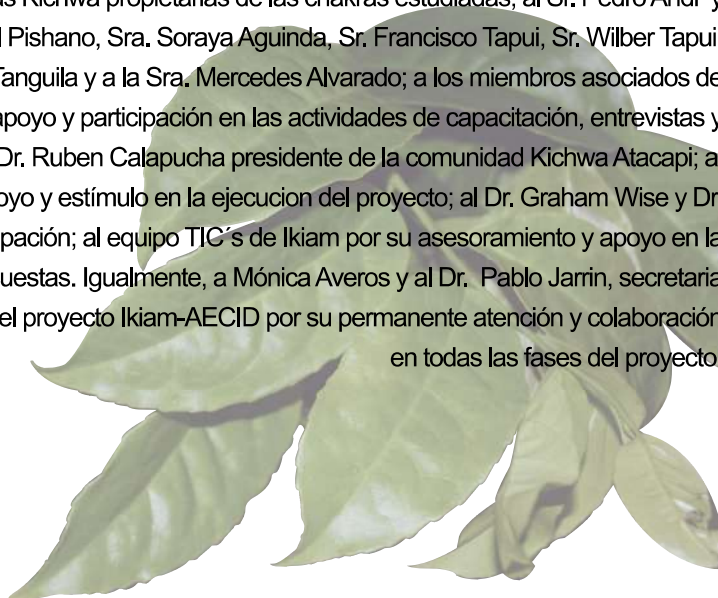 Kichwa propietarias de las chakras estudiadas; al Sr. Pedro Andi y
Pishano, Sra. Soraya Aguinda, Sr. Francisco Tapui, Sr. Wilber Tapui
Tanguila y a la Sra. Mercedes Alvarado; a los miembros asociados de
apoyo y participación en las actividades de capacitación, entrevistas y
Dr. Ruben Calapucha presidente de la comunidad Kichwa Atacapi; a
oyo y estímulo en la ejecucion del proyecto; al Dr. Graham Wise y Dr
pación; al equipo TIC´s de Ikiam por su asesoramiento y apoyo en la
uestas. Igualmente, a Mónica Averos y al Dr. Pablo Jarrin, secretaria
el proyecto Ikiam-AECID por su permanente atención y colaboración
en todas las fases del proyecto